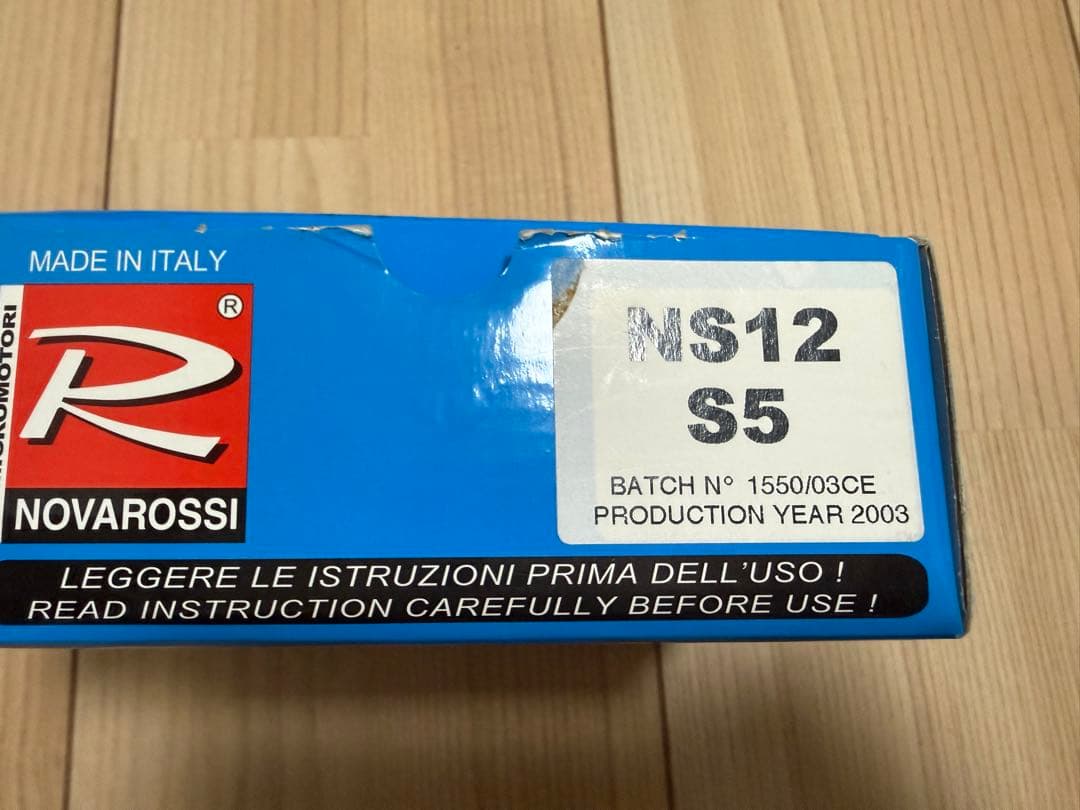 MADE IN ITALY
®
R
NOVAROSSI
NS12
S5
BATCH N° 1550/03CE
PRODUCTION YEAR 2003
LEGGERE LE ISTRUZIONI PRIMA DELL'USO !
READ INSTRUCTION CAREFULLY BEFORE USE !